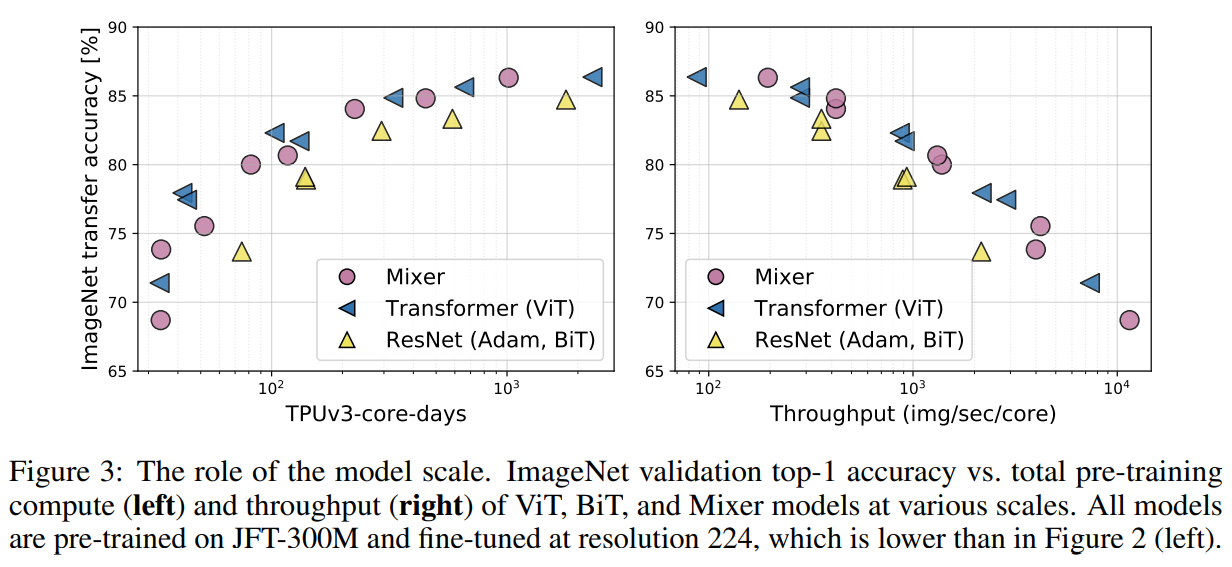 ImageNet transfer accuracy [%]
90
85
80
75
70
65
10²
10³
TPUv3-core-days
Mixer
Transformer (ViT)
ResNet (Adam, BiT)
90
85
80
75
70
65
10²
10³
10⁴
Throughput (img/sec/core)
Mixer
Transformer (ViT)
ResNet (Adam, BiT)
Figure 3: The role of the model scale. ImageNet validation top-1 accuracy vs. total pre-training
compute (left) and throughput (right) of ViT, BiT, and Mixer models at various scales. All models
are pre-trained on JFT-300M and fine-tuned at resolution 224, which is lower than in Figure 2 (left).